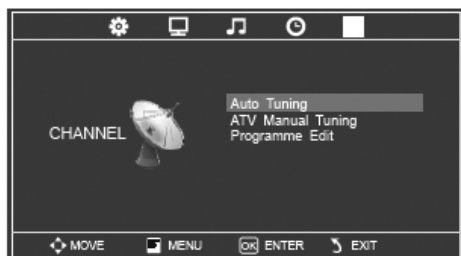 CHANNEL
Auto Tuning
ATV Manual Tuning
Programme Edit
MOVE MENU OK ENTER EXIT